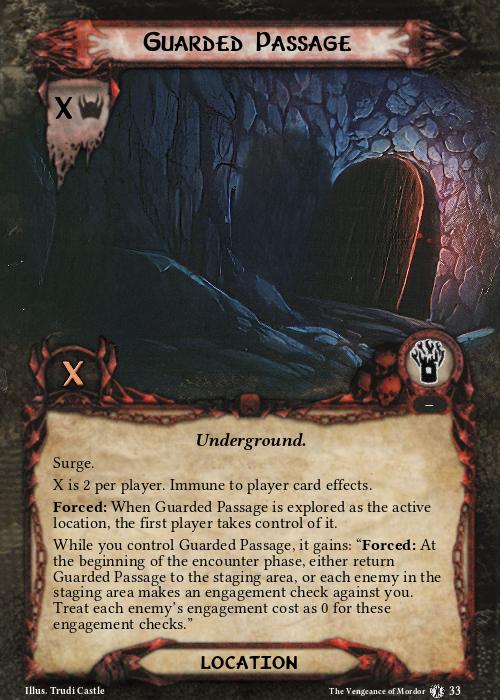 Guarded Passage
X
X
–
Underground.
Surge.
X is 2 per player. Immune to player card effects.
Forced: When Guarded Passage is explored as the active
location, the first player takes control of it.
While you control Guarded Passage, it gains: “Forced: At
the beginning of the encounter phase, either return
Guarded Passage to the staging area, or each enemy in the
staging area makes an engagement check against you.
Treat each enemy’s engagement cost as 0 for these
engagement checks.”
LOCATION
Illus. Trudi Castle
The Vengeance of Mordor 33